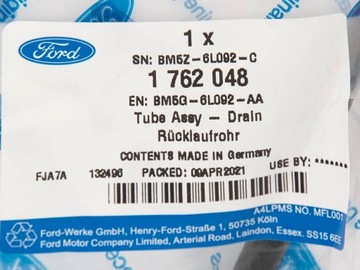 Ford
1 x
SN: BM5Z-6L092-C
1 762 048
EN: BM5G-6L092-AA
Tube Assy - Drain
Rücklaufrohr
CONTENTS MADE IN Germany
FJA7A 132496 PACKED: 09APR2021 USE BY:*******
A4LPMS NO. MFL001
Ford-Werke GmbH, Henry-Ford-Straße 1, 50735 Köln
Ford Motor Company Limited, Arterial Road, Laindon, Essex. SS15 6EE